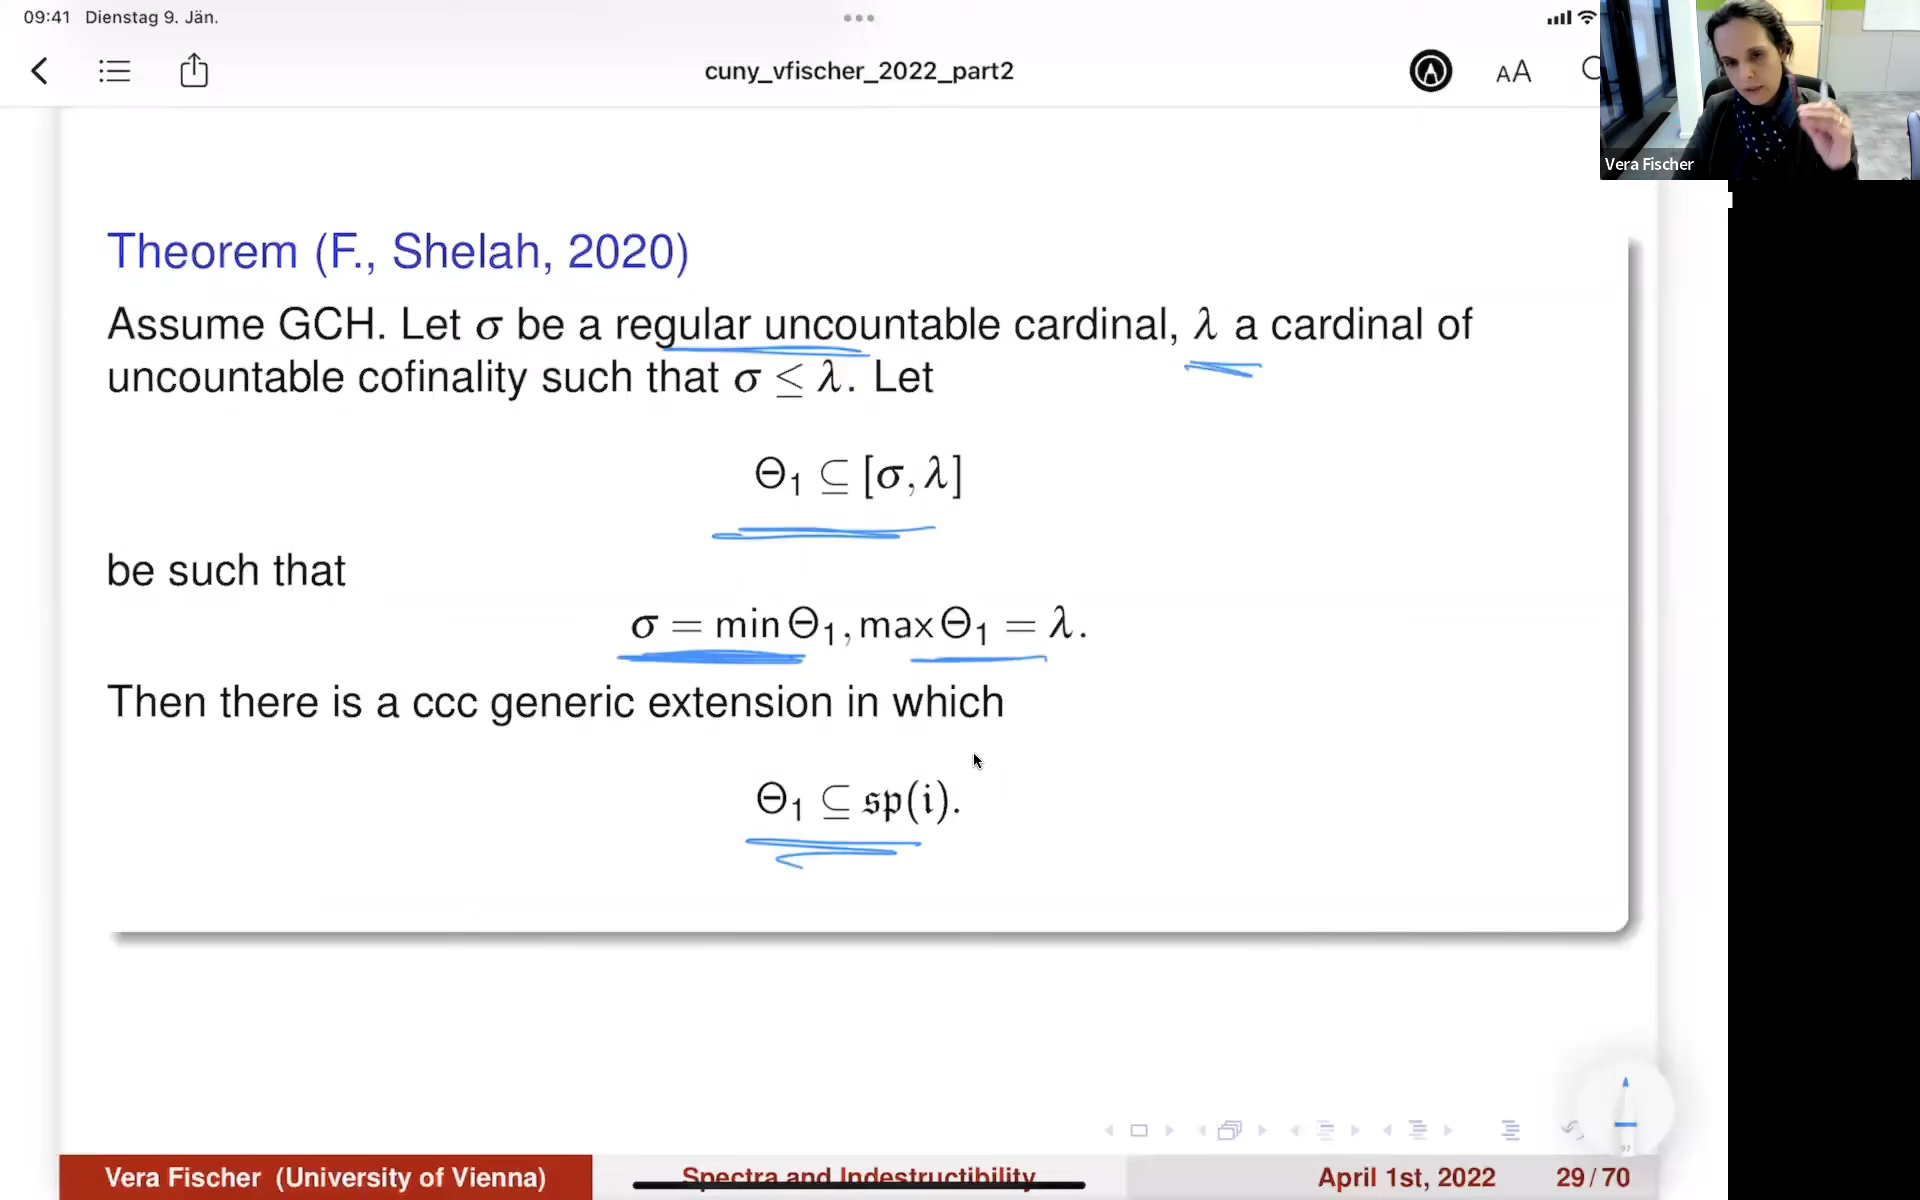 09:41 Dienstag 9. Jän.
cuny_vfischer_2022_part2
AA
Vera Fischer
Theorem (F., Shelah, 2020)
Assume GCH. Let σ be a regular uncountable cardinal, λ a cardinal of
uncountable cofinality such that σ ≤ λ. Let
Θ₁ ⊆ [σ, λ]
be such that
σ = min Θ₁, max Θ₁ = λ.
Then there is a ccc generic extension in which
Θ₁ ⊆ 𝔰𝔭(i).
Vera Fischer (University of Vienna)
Spectra and Indestructibility
April 1st, 2022
29 / 70